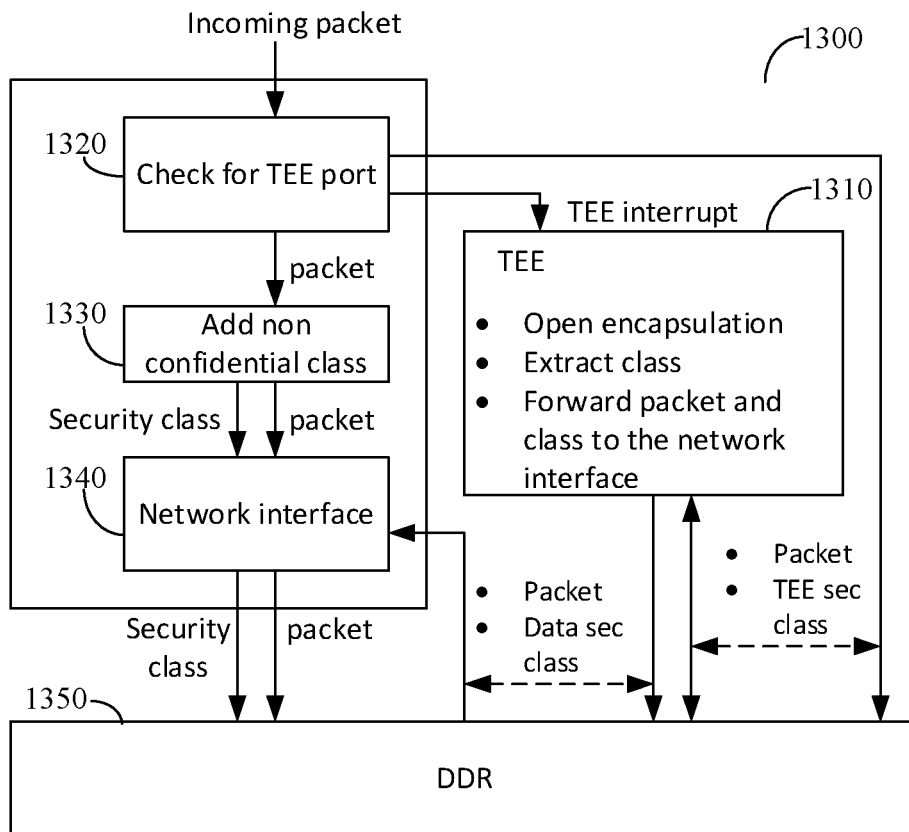 Incoming packet
1300
1320
Check for TEE port
1310
TEE interrupt
packet
TEE
1330
Add non
confidential class
• Open encapsulation
• Extract class
• Forward packet and
class to the network
interface
Security class
packet
1340
Network interface
• Packet
• Data sec
class
• Packet
• TEE sec
class
Security
class
packet
1350
DDR